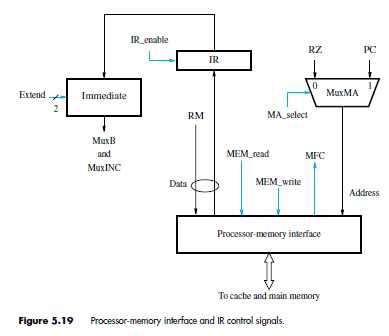 IR_enable
IR
RZ
PC
0
1
MuxMA
Extend
2
Immediate
MA_select
RM
MuxB
and
MuxINC
MEM_read
MFC
MEM_write
Data
Address
Processor-memory interface
To cache and main memory
Figure 5.19 Processor-memory interface and IR control signals.